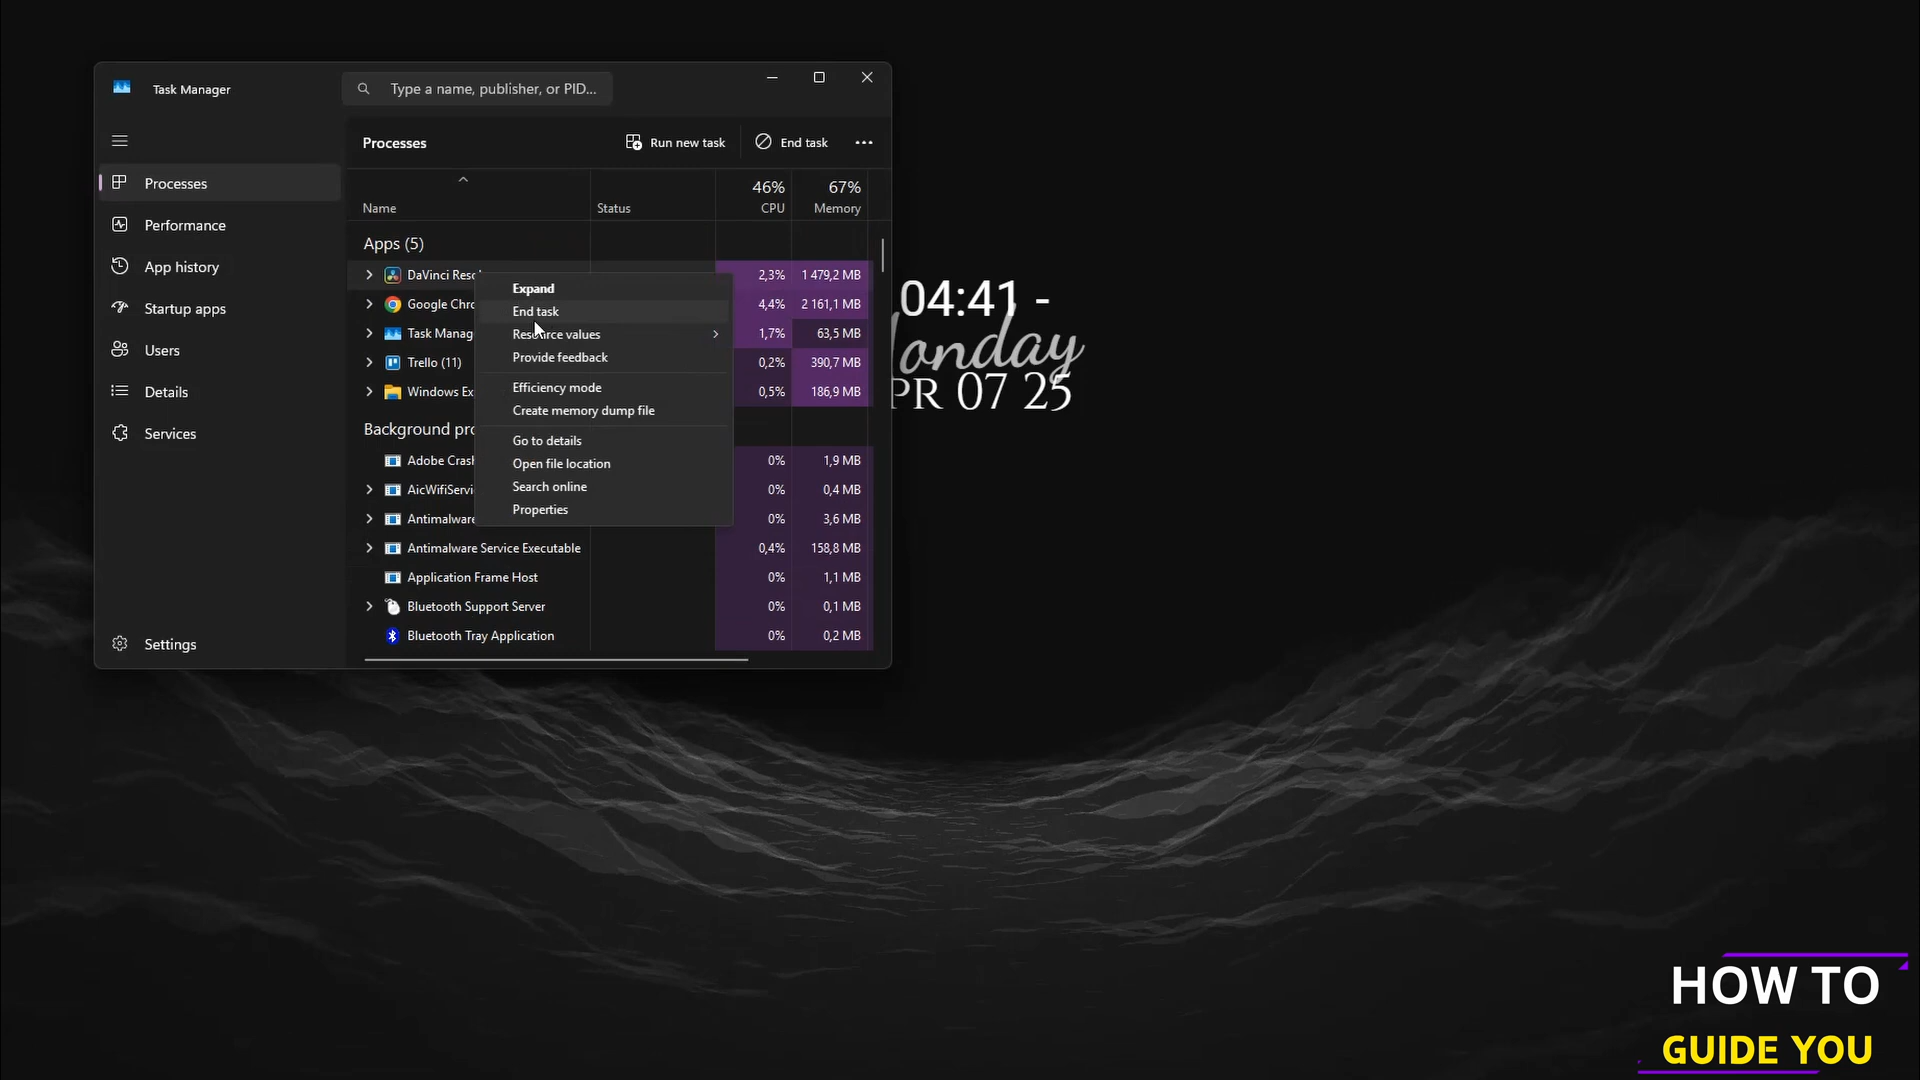 Task Manager
Type a name, publisher, or PID...
Processes
Run new task
End task
Processes
Performance
App history
Startup apps
Users
Details
Services
Settings
46%
67%
Name
Status
CPU
Memory
Apps (5)
DaVinci Reso
2,3%
1 479,2 MB
Google Chro
4,4%
2 161,1 MB
Task Manag
1,7%
63,5 MB
Trello (11)
0,2%
390,7 MB
Windows Ex
0,5%
186,9 MB
Background pro
Adobe Crash
0%
1,9 MB
AicWifiServi
0%
0,4 MB
Antimalware
0%
3,6 MB
Antimalware Service Executable
0,4%
158,8 MB
Application Frame Host
0%
1,1 MB
Bluetooth Support Server
0%
0,1 MB
Bluetooth Tray Application
0%
0,2 MB
Expand
End task
Resource values
Provide feedback
Efficiency mode
Create memory dump file
Go to details
Open file location
Search online
Properties
04:41 -
onday
PR 07 25
HOW TO
GUIDE YOU